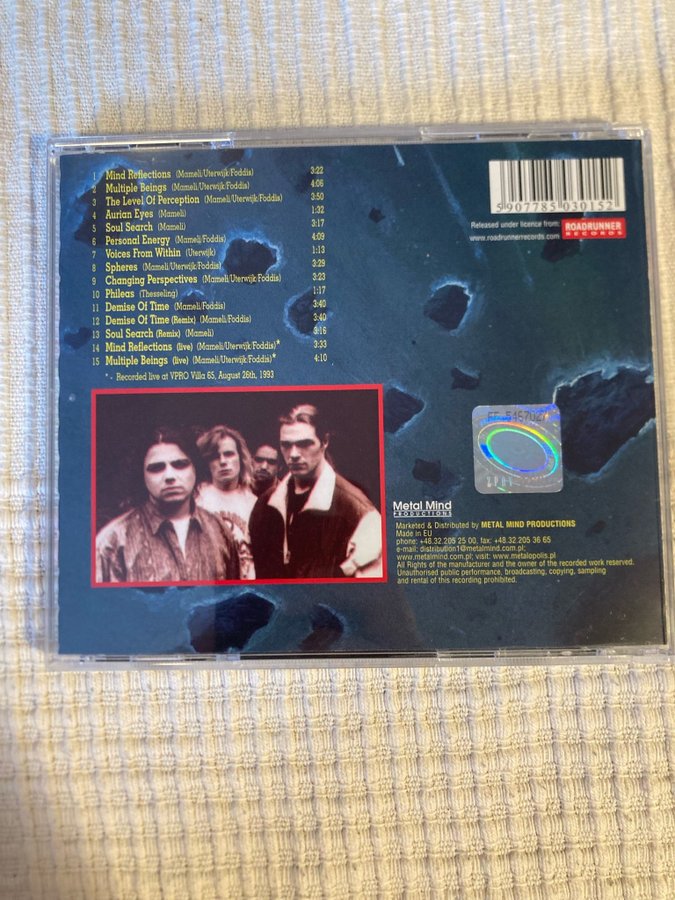 1 Mind Reflections (Mameli/Uterwijk/Foddis) 3:22
2 Multiple Beings (Mameli/Uterwijk/Foddis) 4:06
3 The Level Of Perception (Mameli/Uterwijk/Foddis) 3:50
4 Aurian Eyes (Mameli) 1:32
5 Soul Search (Mameli) 3:17
6 Personal Energy (Mameli/Foddis) 4:09
7 Voices From Within (Uterwijk) 1:13
8 Spheres (Mameli/Uterwijk/Foddis) 3:29
9 Changing Perspectives (Mameli/Uterwijk/Foddis) 3:23
10 Phileas (Thesseling) 1:17
11 Demise Of Time (Mameli/Foddis) 3:40
12 Demise Of Time (Remix) (Mameli/Foddis) 3:40
13 Soul Search (Remix) (Mameli) 3:16
14 Mind Reflections (live) (Mameli/Uterwijk/Foddis)* 3:33
15 Multiple Beings (live) (Mameli/Uterwijk/Foddis)* 4:10
* - Recorded live at VPRO Villa 65, August 26th, 1993
5 907785 030152
Released under licence from:
ROADRUNNER
RECORDS
www.roadrunnerrecords.com
Metal Mind
PRODUCTIONS
Marketed & Distributed by METAL MIND PRODUCTIONS
Made in EU
phone: +48.32.205 25 00, fax: +48.32.205 36 65
e-mail: distribution1@metalmind.com.pl;
www.metalmind.com.pl; visit: www.metalopolis.pl
All Rights of the manufacturer and the owner of the recorded work reserved.
Unauthorised public performance, broadcasting, copying, sampling
and rental of this recording prohibited.